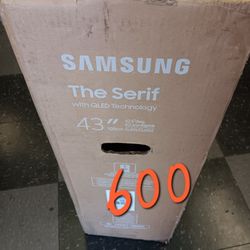 SAMSUNG
The Serif
with QLED Technology
43"
600